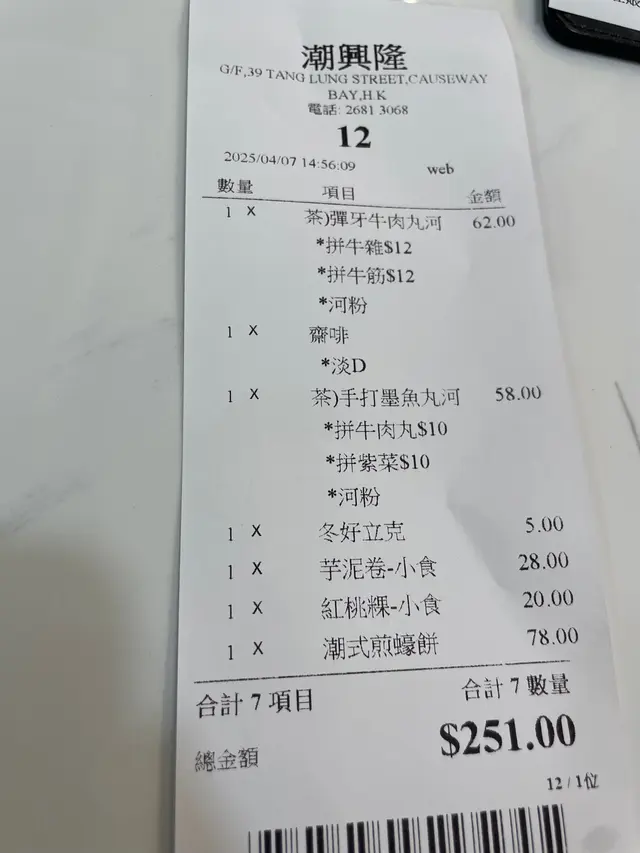 潮興隆
G/F,39 TANG LUNG STREET,CAUSEWAY
BAY,H.K
電話: 2681 3068
12
2025/04/07 14:56:09 web
數量 項目 金額
1 X 茶)彈牙牛肉丸河 62.00
*拼牛雜$12
*拼牛筋$12
*河粉
1 X 齋啡
*淡D
1 X 茶)手打墨魚丸河 58.00
*拼牛肉丸$10
*拼紫菜$10
*河粉
1 X 冬好立克 5.00
1 X 芋泥卷-小食 28.00
1 X 紅桃粿-小食 20.00
1 X 潮式煎蠔餅 78.00
合計 7 項目 合計 7 數量
總金額 $251.00
12 / 1位